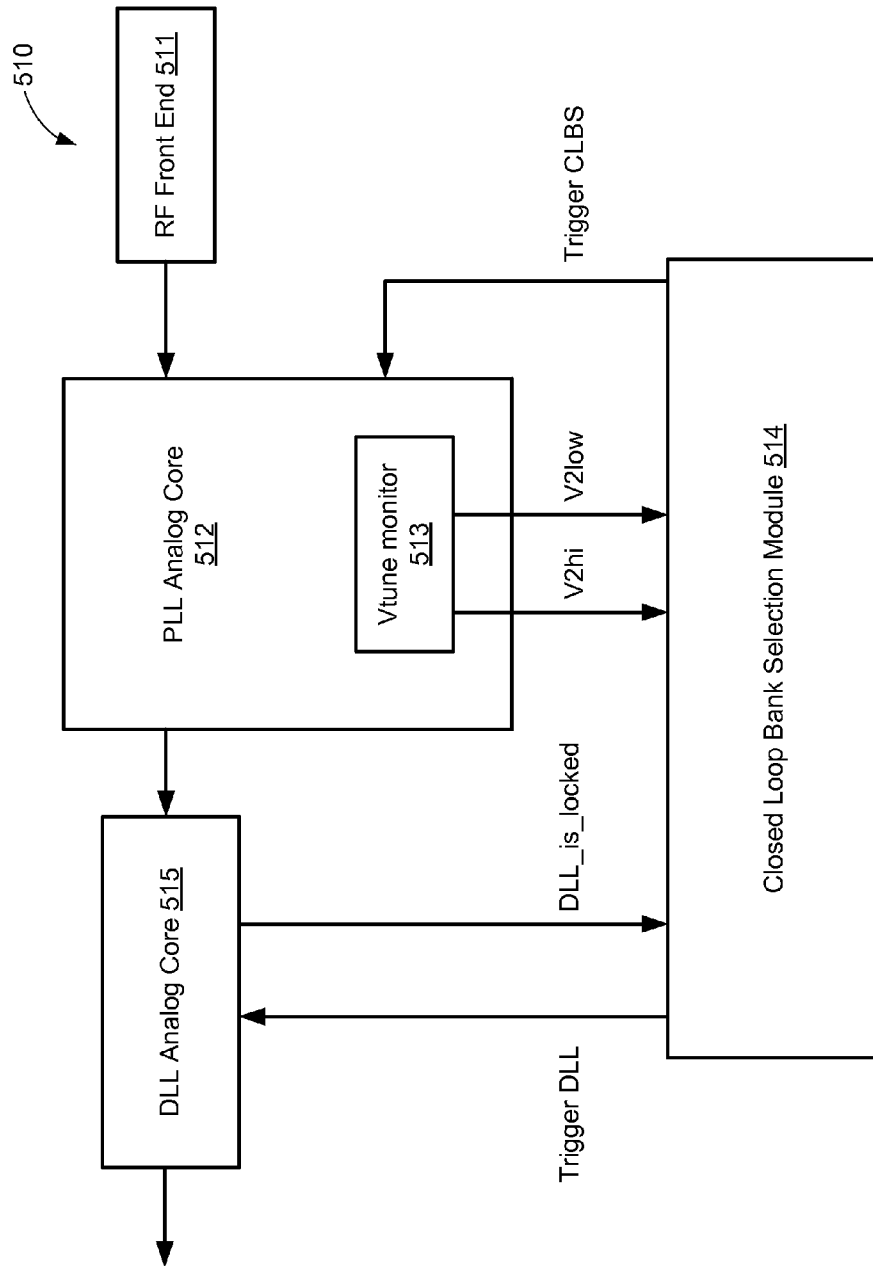 510
RF Front End 511
PLL Analog Core
512
Vtune monitor
513
DLL Analog Core 515
Trigger CLBS
V2low
V2hi
DLL_is_locked
Trigger DLL
Closed Loop Bank Selection Module 514